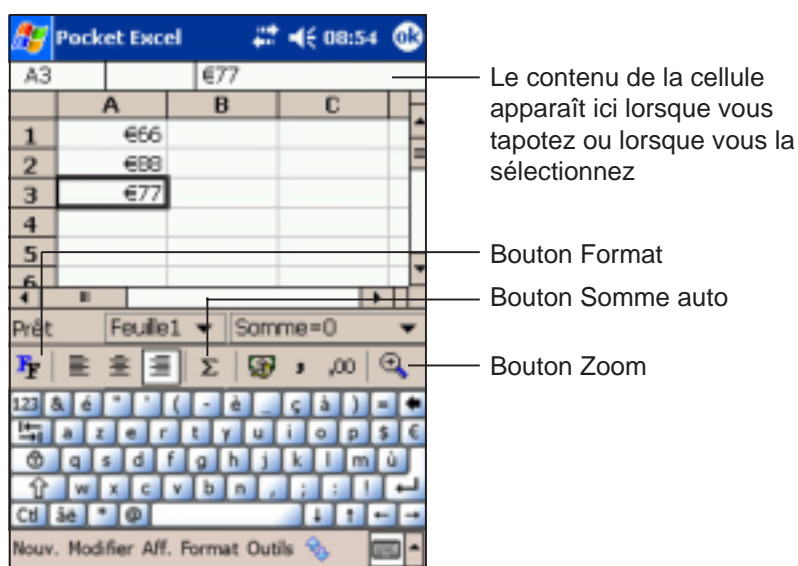 Pocket Excel 08:54 ok
A3 €77
Le contenu de la cellule
apparaît ici lorsque vous
tapotez ou lorsque vous la
sélectionnez
A B C
1 €66
2 €88
3 €77
4
5
6
Bouton Format
Bouton Somme auto
Prêt Feuille1 Somme=0
Σ , ,00
Bouton Zoom
123 & é " ' ( - è _ ç à ) =
a z e r t y u i o p $ €
q s d f g h j k l m ù
w x c v b n , ; : !
Ctl áë * @
Nouv. Modifier Aff. Format Outils